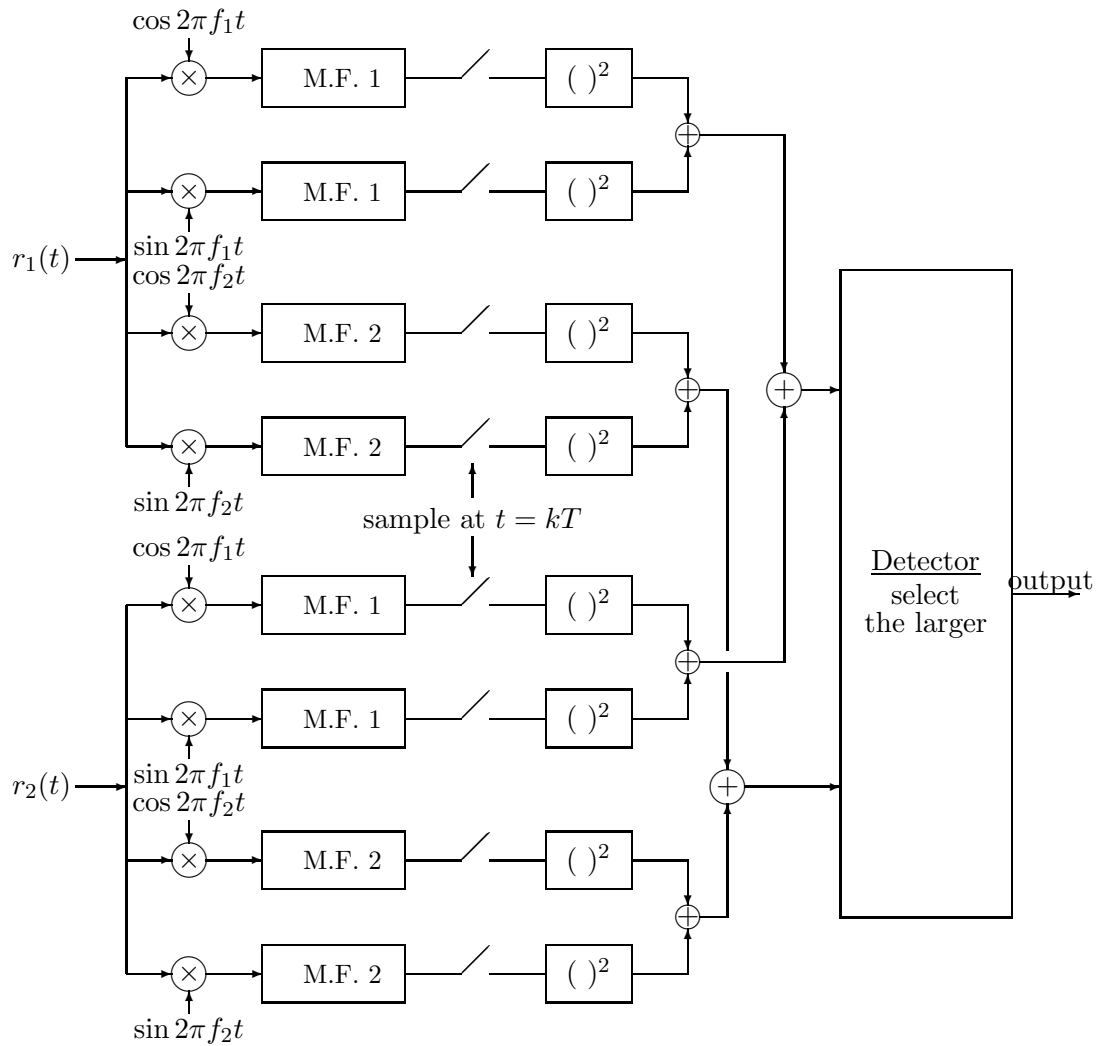 cos 2πf₁t
M.F. 1
( )²
M.F. 1
( )²
r₁(t)
sin 2πf₁t
cos 2πf₂t
M.F. 2
( )²
M.F. 2
( )²
sin 2πf₂t
sample at t = kT
cos 2πf₁t
M.F. 1
( )²
Detector
output
select
the larger
M.F. 1
( )²
r₂(t)
sin 2πf₁t
cos 2πf₂t
M.F. 2
( )²
M.F. 2
( )²
sin 2πf₂t